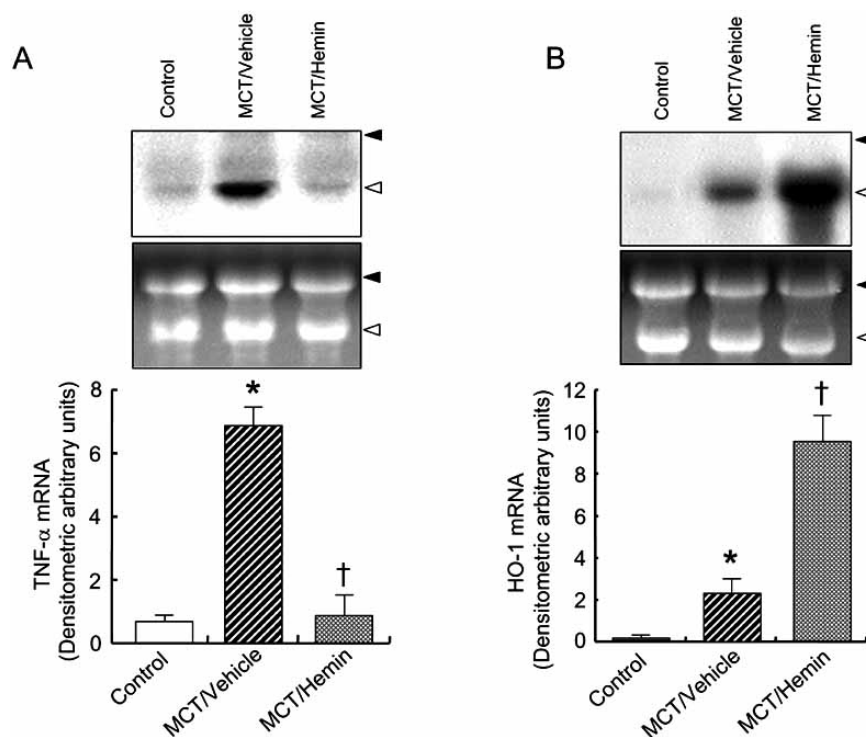 A
Control
MCT/Vehicle
MCT/Hemin
TNF-α mRNA
(Densitometric arbitrary units)
8
6
4
2
0
*
†
Control
MCT/Vehicle
MCT/Hemin
B
Control
MCT/Vehicle
MCT/Hemin
HO-1 mRNA
(Densitometric arbitrary units)
12
10
8
6
4
2
0
*
†
Control
MCT/Vehicle
MCT/Hemin